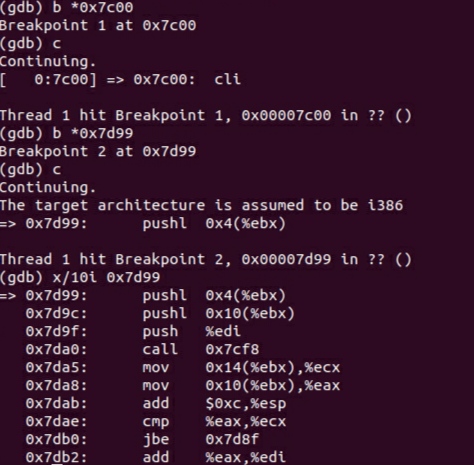 (gdb) b *0x7c00
Breakpoint 1 at 0x7c00
(gdb) c
Continuing.
[   0:7c00] => 0x7c00:  cli

Thread 1 hit Breakpoint 1, 0x00007c00 in ?? ()
(gdb) b *0x7d99
Breakpoint 2 at 0x7d99
(gdb) c
Continuing.
The target architecture is assumed to be i386
=> 0x7d99:      pushl  0x4(%ebx)

Thread 1 hit Breakpoint 2, 0x00007d99 in ?? ()
(gdb) x/10i 0x7d99
=> 0x7d99:      pushl  0x4(%ebx)
   0x7d9c:      pushl  0x10(%ebx)
   0x7d9f:      push   %edi
   0x7da0:      call   0x7cf8
   0x7da5:      mov    0x14(%ebx),%ecx
   0x7da8:      mov    0x10(%ebx),%eax
   0x7dab:      add    $0xc,%esp
   0x7dae:      cmp    %eax,%ecx
   0x7db0:      jbe    0x7d8f
   0x7db2:      add    %eax,%edi